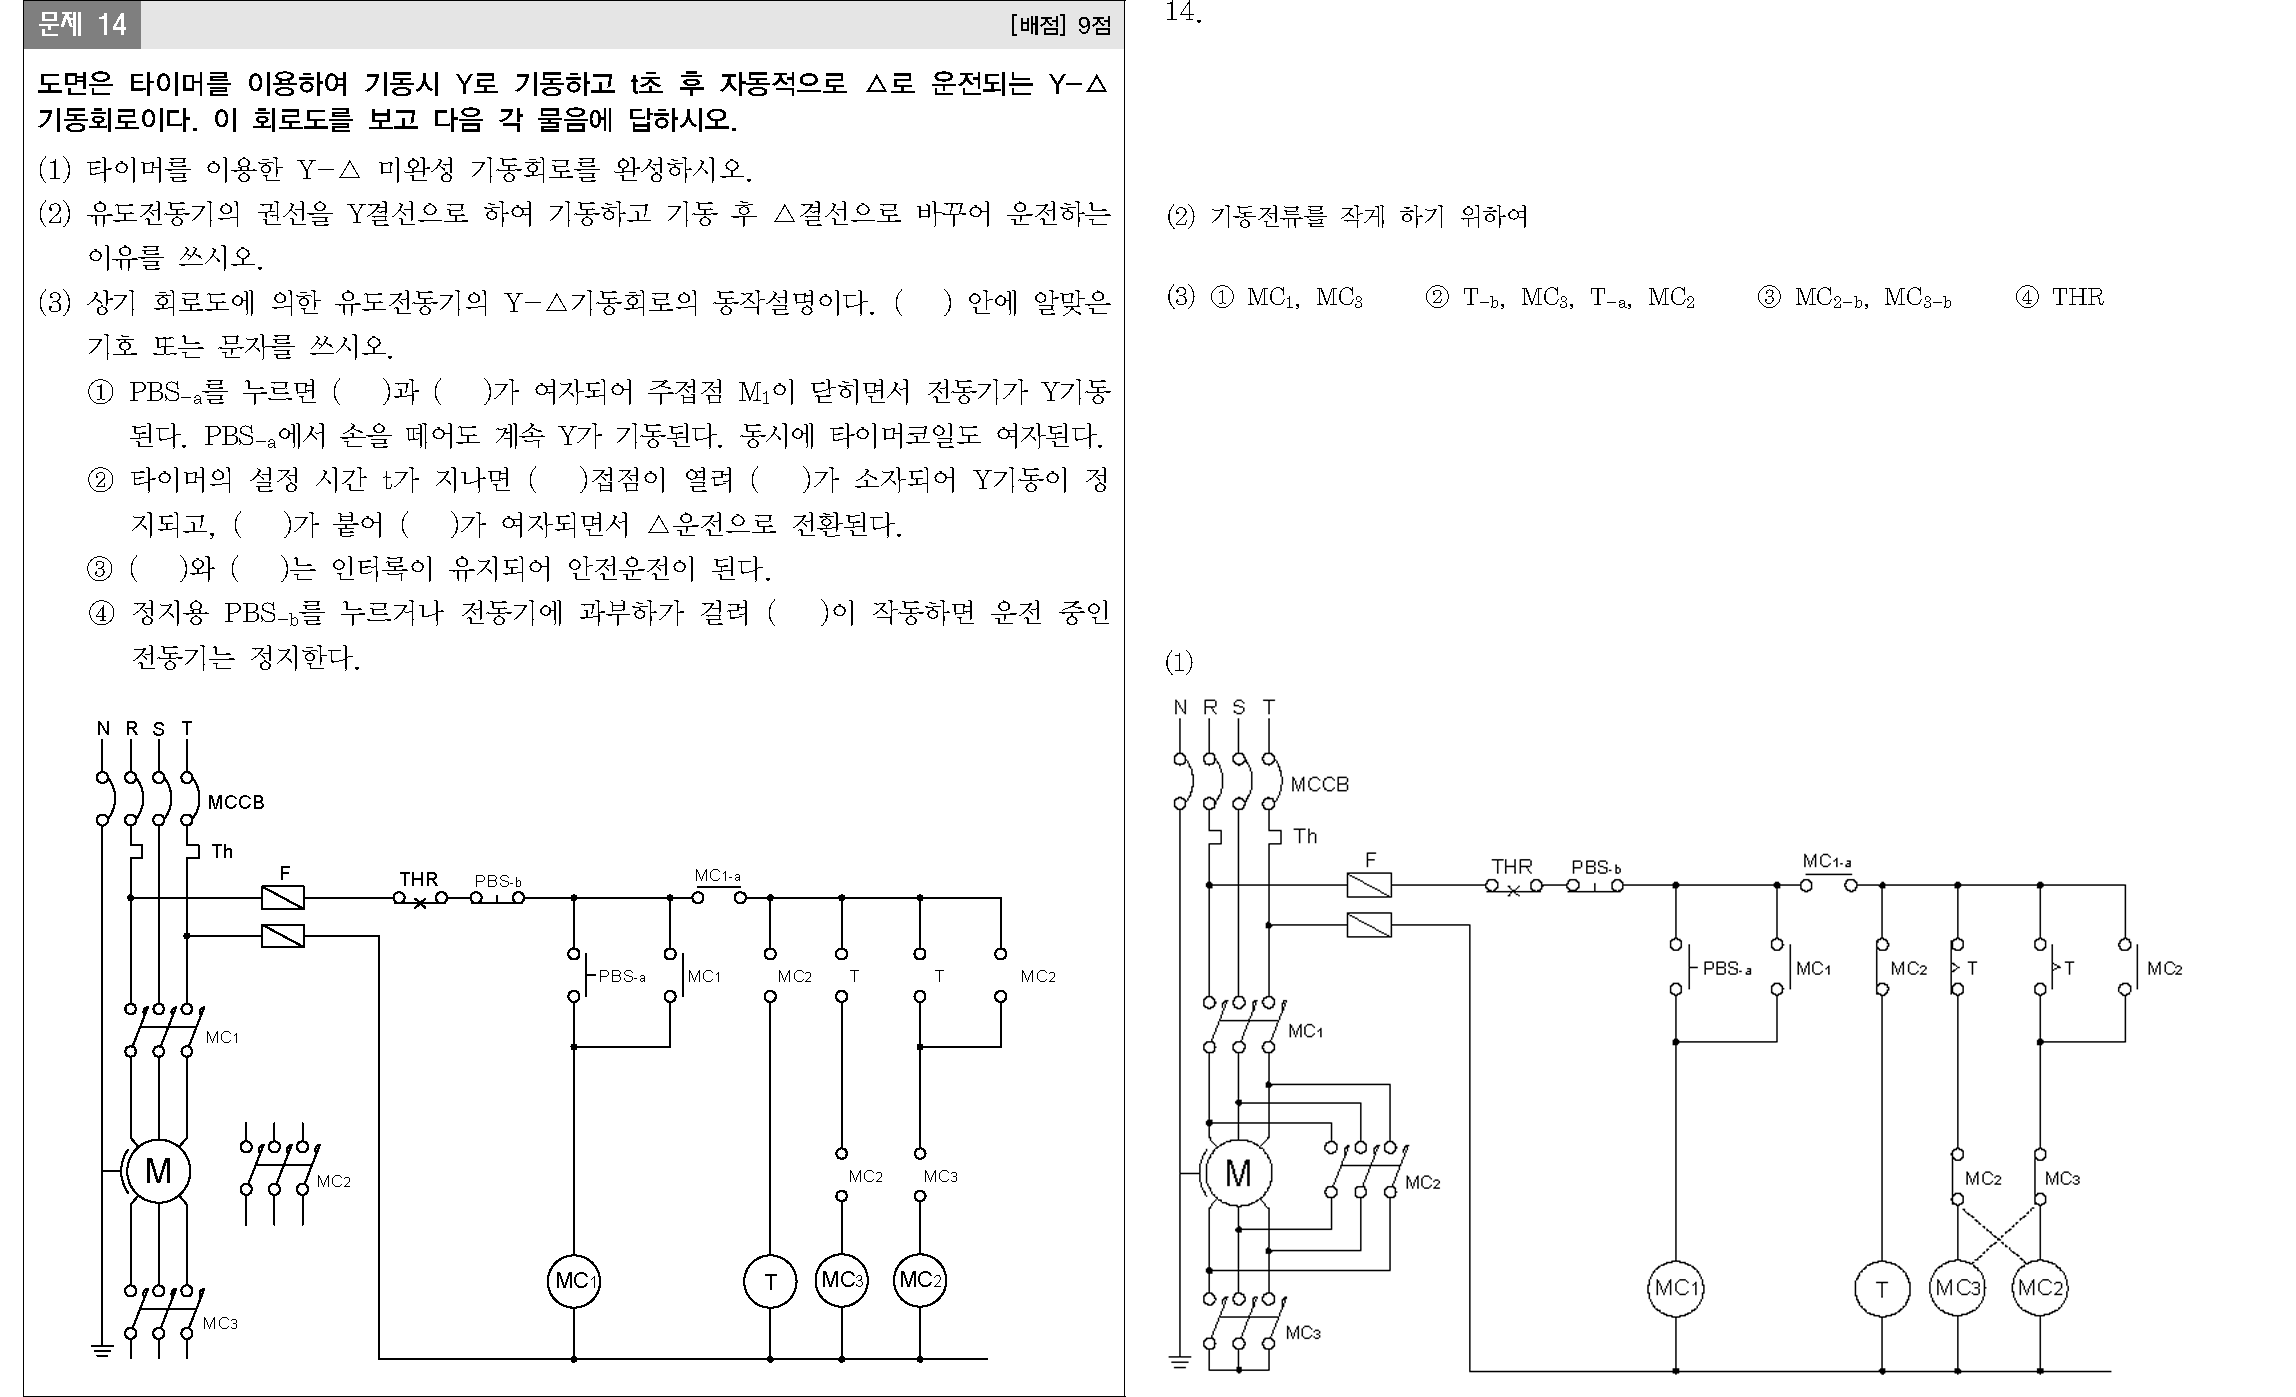 문제 14
[배점] 9점
도면은 타이머를 이용하여 기동시 Y로 기동하고 t초 후 자동적으로 △로 운전되는 Y-△
기동회로이다. 이 회로도를 보고 다음 각 물음에 답하시오.
(1) 타이머를 이용한 Y-△ 미완성 기동회로를 완성하시오.
(2) 유도전동기의 권선을 Y결선으로 하여 기동하고 기동 후 △결선으로 바꾸어 운전하는
이유를 쓰시오.
(3) 상기 회로도에 의한 유도전동기의 Y-△기동회로의 동작설명이다. ( ) 안에 알맞은
기호 또는 문자를 쓰시오.
① PBS-a를 누르면 ( )과 ( )가 여자되어 주접점 M1이 닫히면서 전동기가 Y기동
된다. PBS-a에서 손을 떼어도 계속 Y가 기동된다. 동시에 타이머코일도 여자된다.
② 타이머의 설정 시간 t가 지나면 ( )접점이 열려 ( )가 소자되어 Y기동이 정
지되고, ( )가 붙어 ( )가 여자되면서 △운전으로 전환된다.
③ ( )와 ( )는 인터록이 유지되어 안전운전이 된다.
④ 정지용 PBS-b를 누르거나 전동기에 과부하가 걸려 ( )이 작동하면 운전 중인
전동기는 정지한다.
N R S T
MCCB
Th
F
THR
PBS-b
MC1-a
PBS-a
MC1
MC2
T
T
MC2
MC1
M
MC2
MC2
MC3
MC1
T
MC3
MC2
MC3
14.
(2) 기동전류를 작게 하기 위하여
(3) ① MC1, MC3 ② T-b, MC3, T-a, MC2 ③ MC2-b, MC3-b ④ THR
(1)
N R S T
MCCB
Th
F
THR
PBS-b
MC1-a
PBS-a
MC1
MC2
T
T
MC2
MC1
M
MC2
MC2
MC3
MC1
T
MC3
MC2
MC3